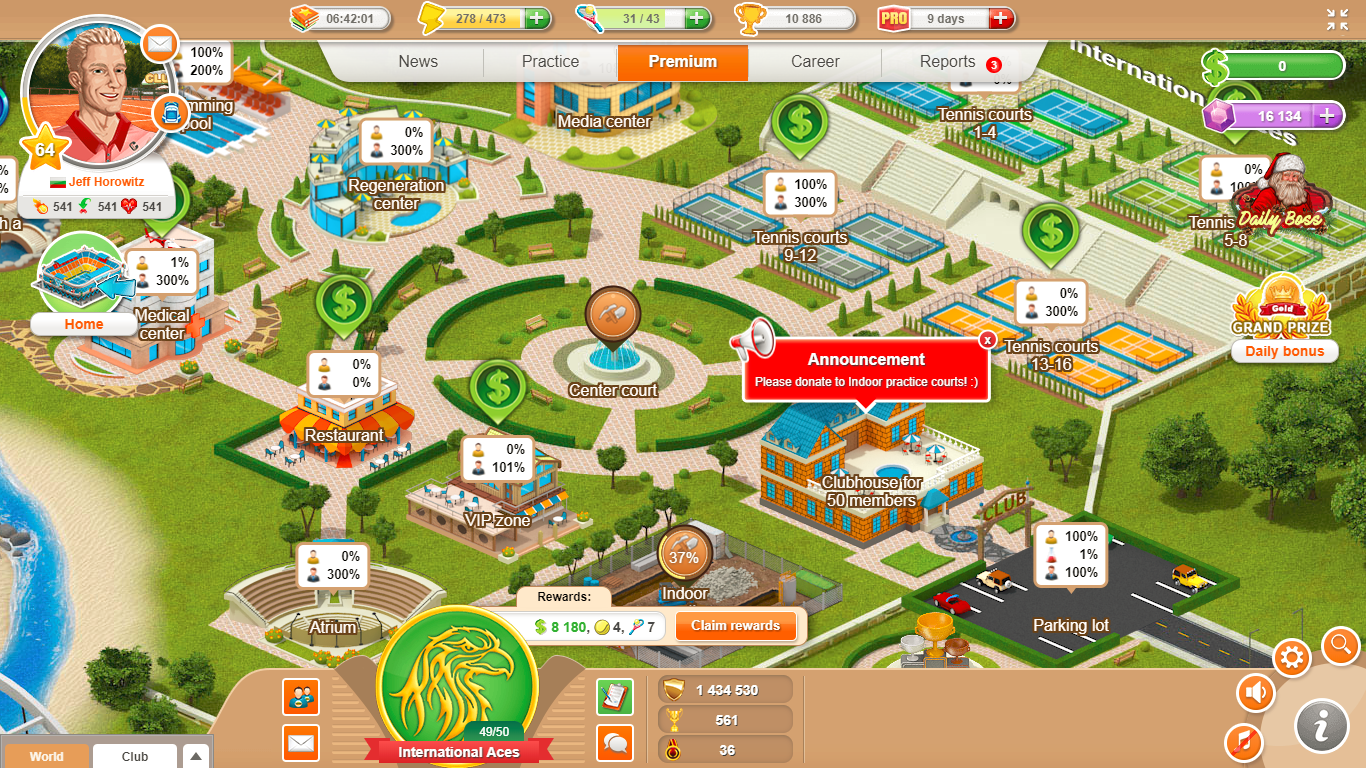 06:42:01
278 / 473
31 / 43
10 886
PRO
9 days
News
Practice
Premium
Career
Reports
3
0
16 134
64
Jeff Horowitz
541
541
541
100%
200%
0%
300%
Regeneration
center
Media center
International
Tennis courts
1-4
100%
300%
Tennis courts
9-12
0%
Tennis
5-8
Daily Boss
0%
300%
Tennis courts
13-16
Gold
GRAND PRIZE
Daily bonus
Home
1%
300%
Medical
center
0%
0%
Restaurant
Center court
Announcement
Please donate to Indoor practice courts! :)
x
0%
101%
VIP zone
Clubhouse for
50 members
CLUB
0%
300%
Atrium
37%
Indoor
100%
1%
100%
Parking lot
Rewards:
8 180, 4, 7
Claim rewards
49/50
International Aces
1 434 530
561
36
World
Club